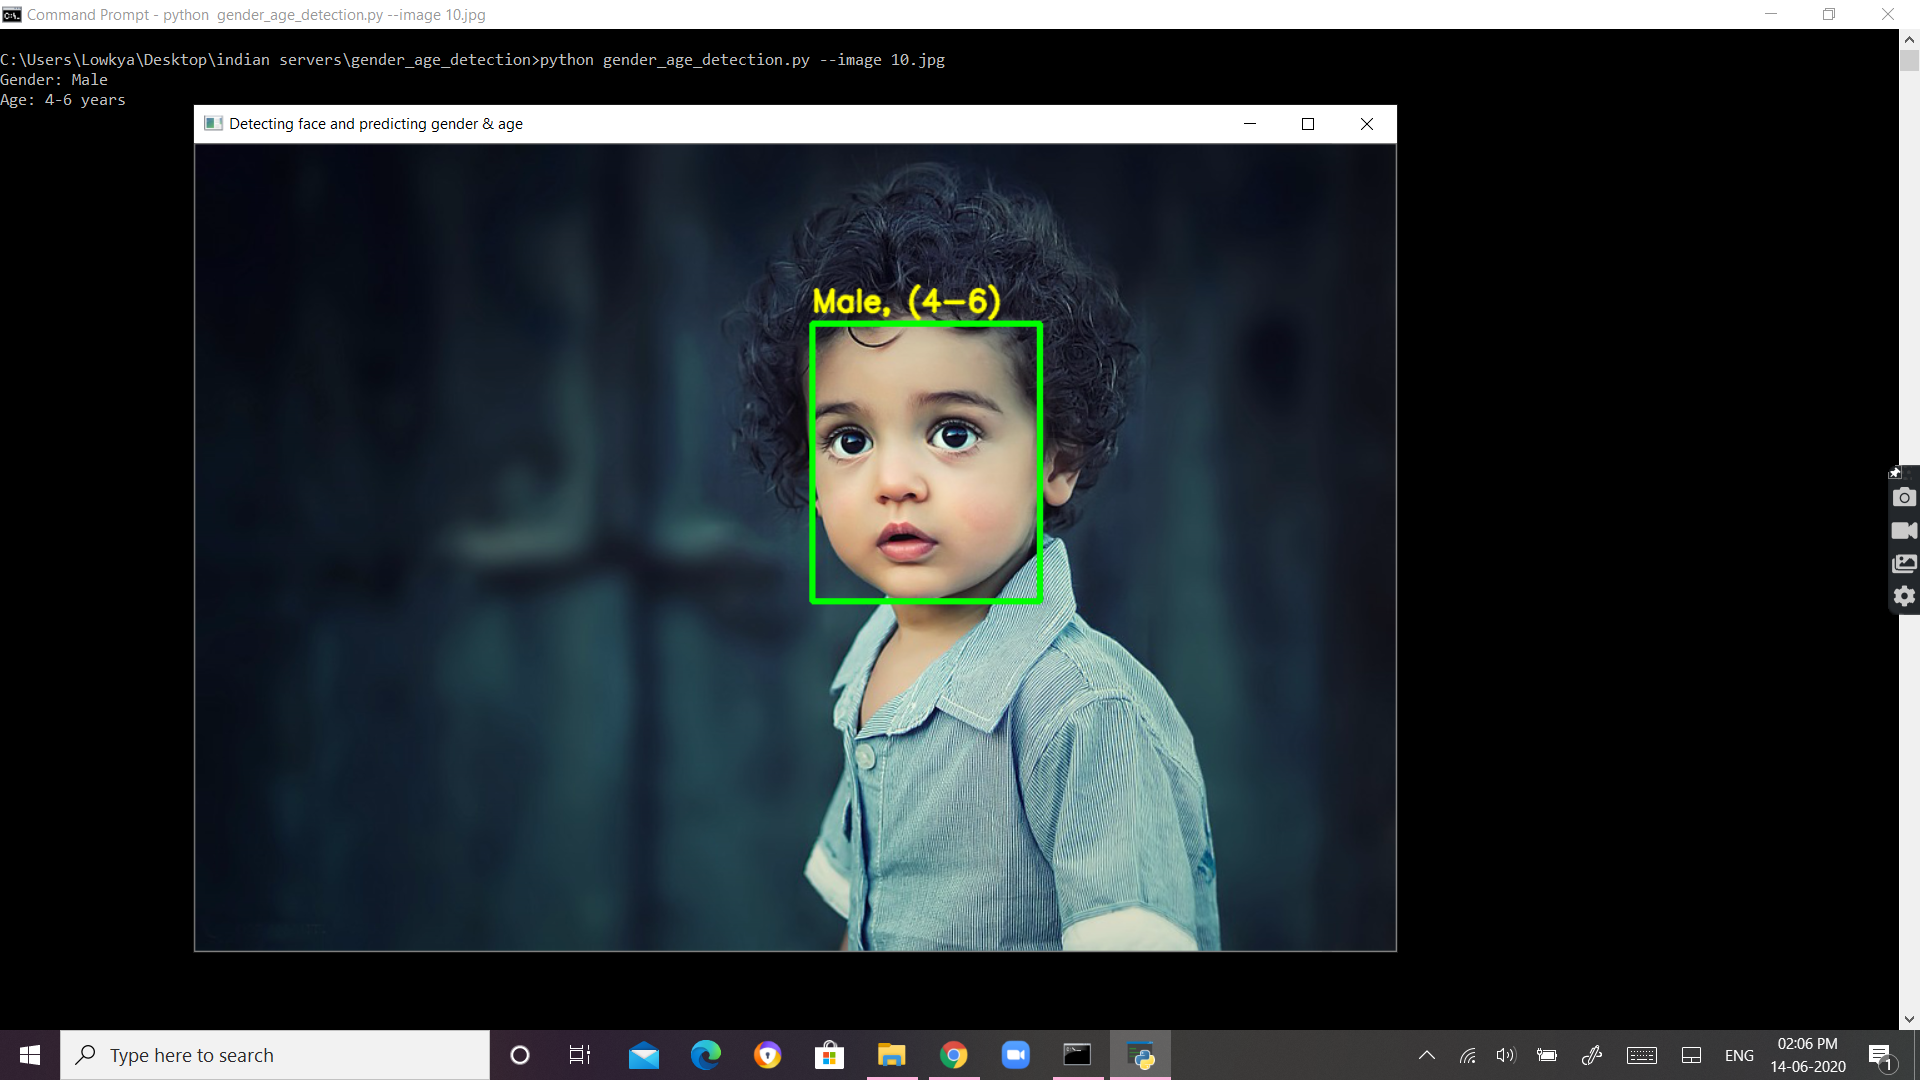 Command Prompt - python  gender_age_detection.py --image 10.jpg
C:\Users\Lowkya\Desktop\indian servers\gender_age_detection>python gender_age_detection.py --image 10.jpg
Gender: Male
Age: 4-6 years
Detecting face and predicting gender & age
Male, (4-6)
Type here to search
ENG
02:06 PM
14-06-2020
1